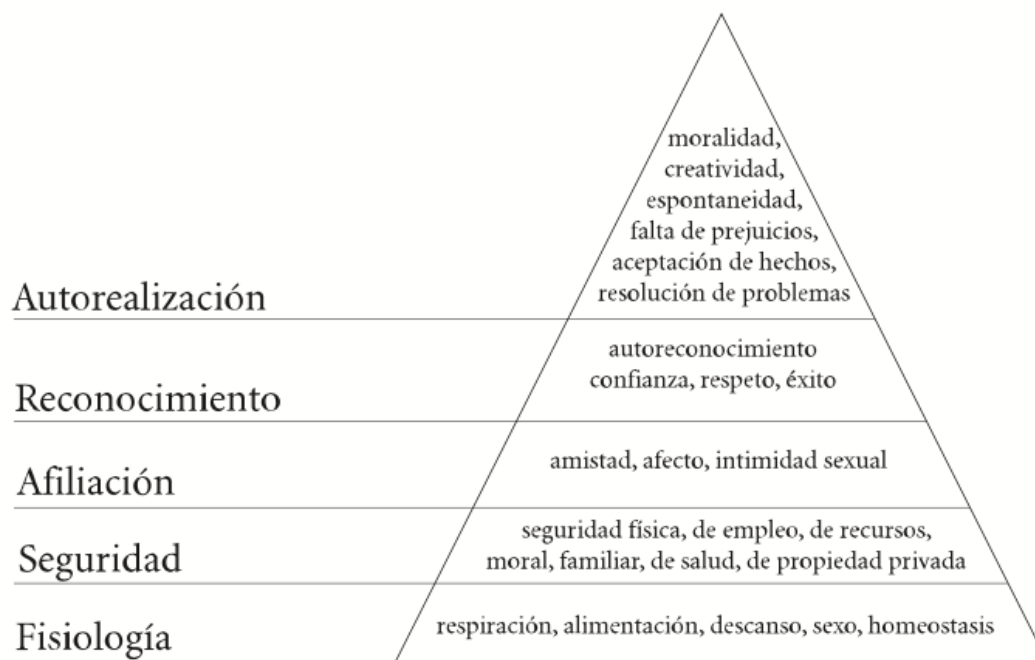 moralidad,
creatividad,
espontaneidad,
falta de prejuicios,
aceptación de hechos,
resolución de problemas
Autorealización
autoreconocimiento
confianza, respeto, éxito
Reconocimiento
amistad, afecto, intimidad sexual
Afiliación
seguridad física, de empleo, de recursos,
moral, familiar, de salud, de propiedad privada
Seguridad
respiración, alimentación, descanso, sexo, homeostasis
Fisiología